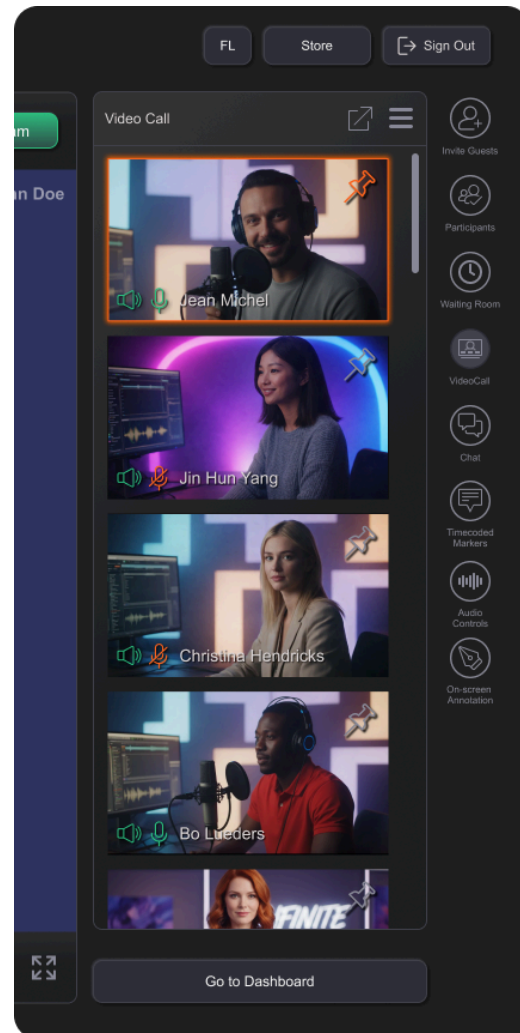 FL
Store
Sign Out
am
nn Doe
Video Call
Jean Michel
Jin Hun Yang
Christina Hendricks
Bo Lueders
FINITE
Invite Guests
Participants
Waiting Room
VideoCall
Chat
Timecoded
Markers
Audio
Controls
On-screen
Annotation
Go to Dashboard